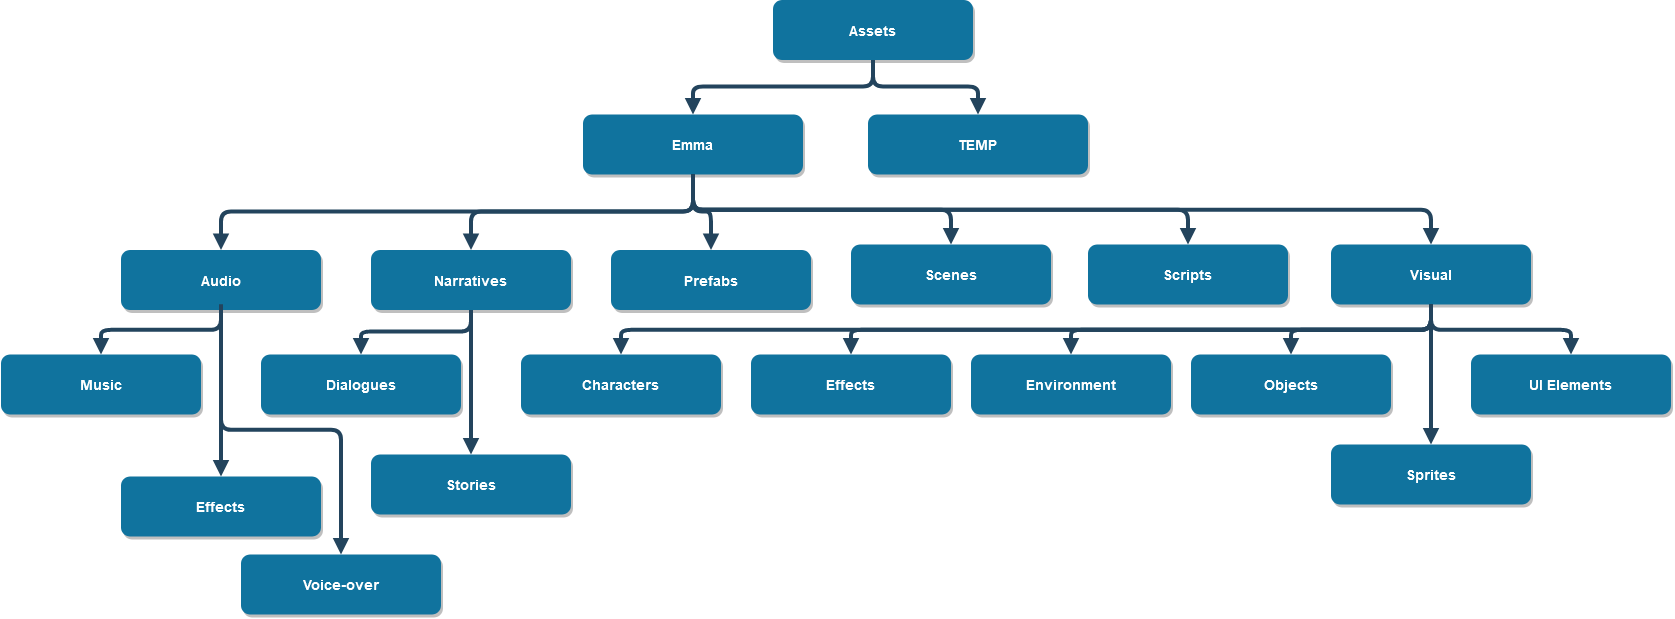 Assets
Emma
TEMP
Audio
Narratives
Prefabs
Scenes
Scripts
Visual
Music
Dialogues
Characters
Effects
Environment
Objects
UI Elements
Stories
Sprites
Effects
Voice-over